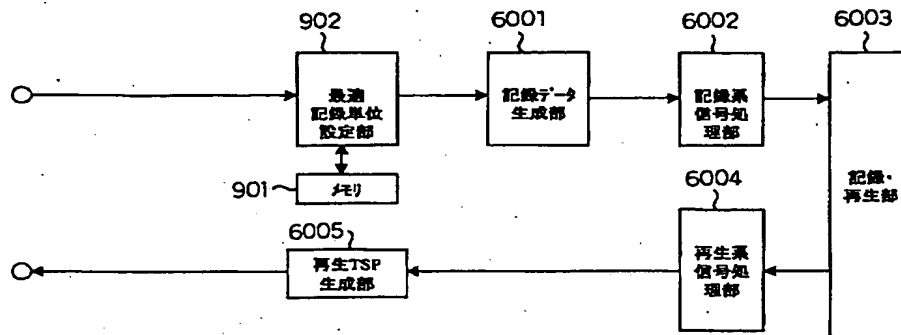 902
6001
6002
6003
最適
記録単位
設定部
記録データ
生成部
記録系
信号処
理部
記録・
再生部
901
メモリ
6004
6005
再生TSP
生成部
再生系
信号処
理部